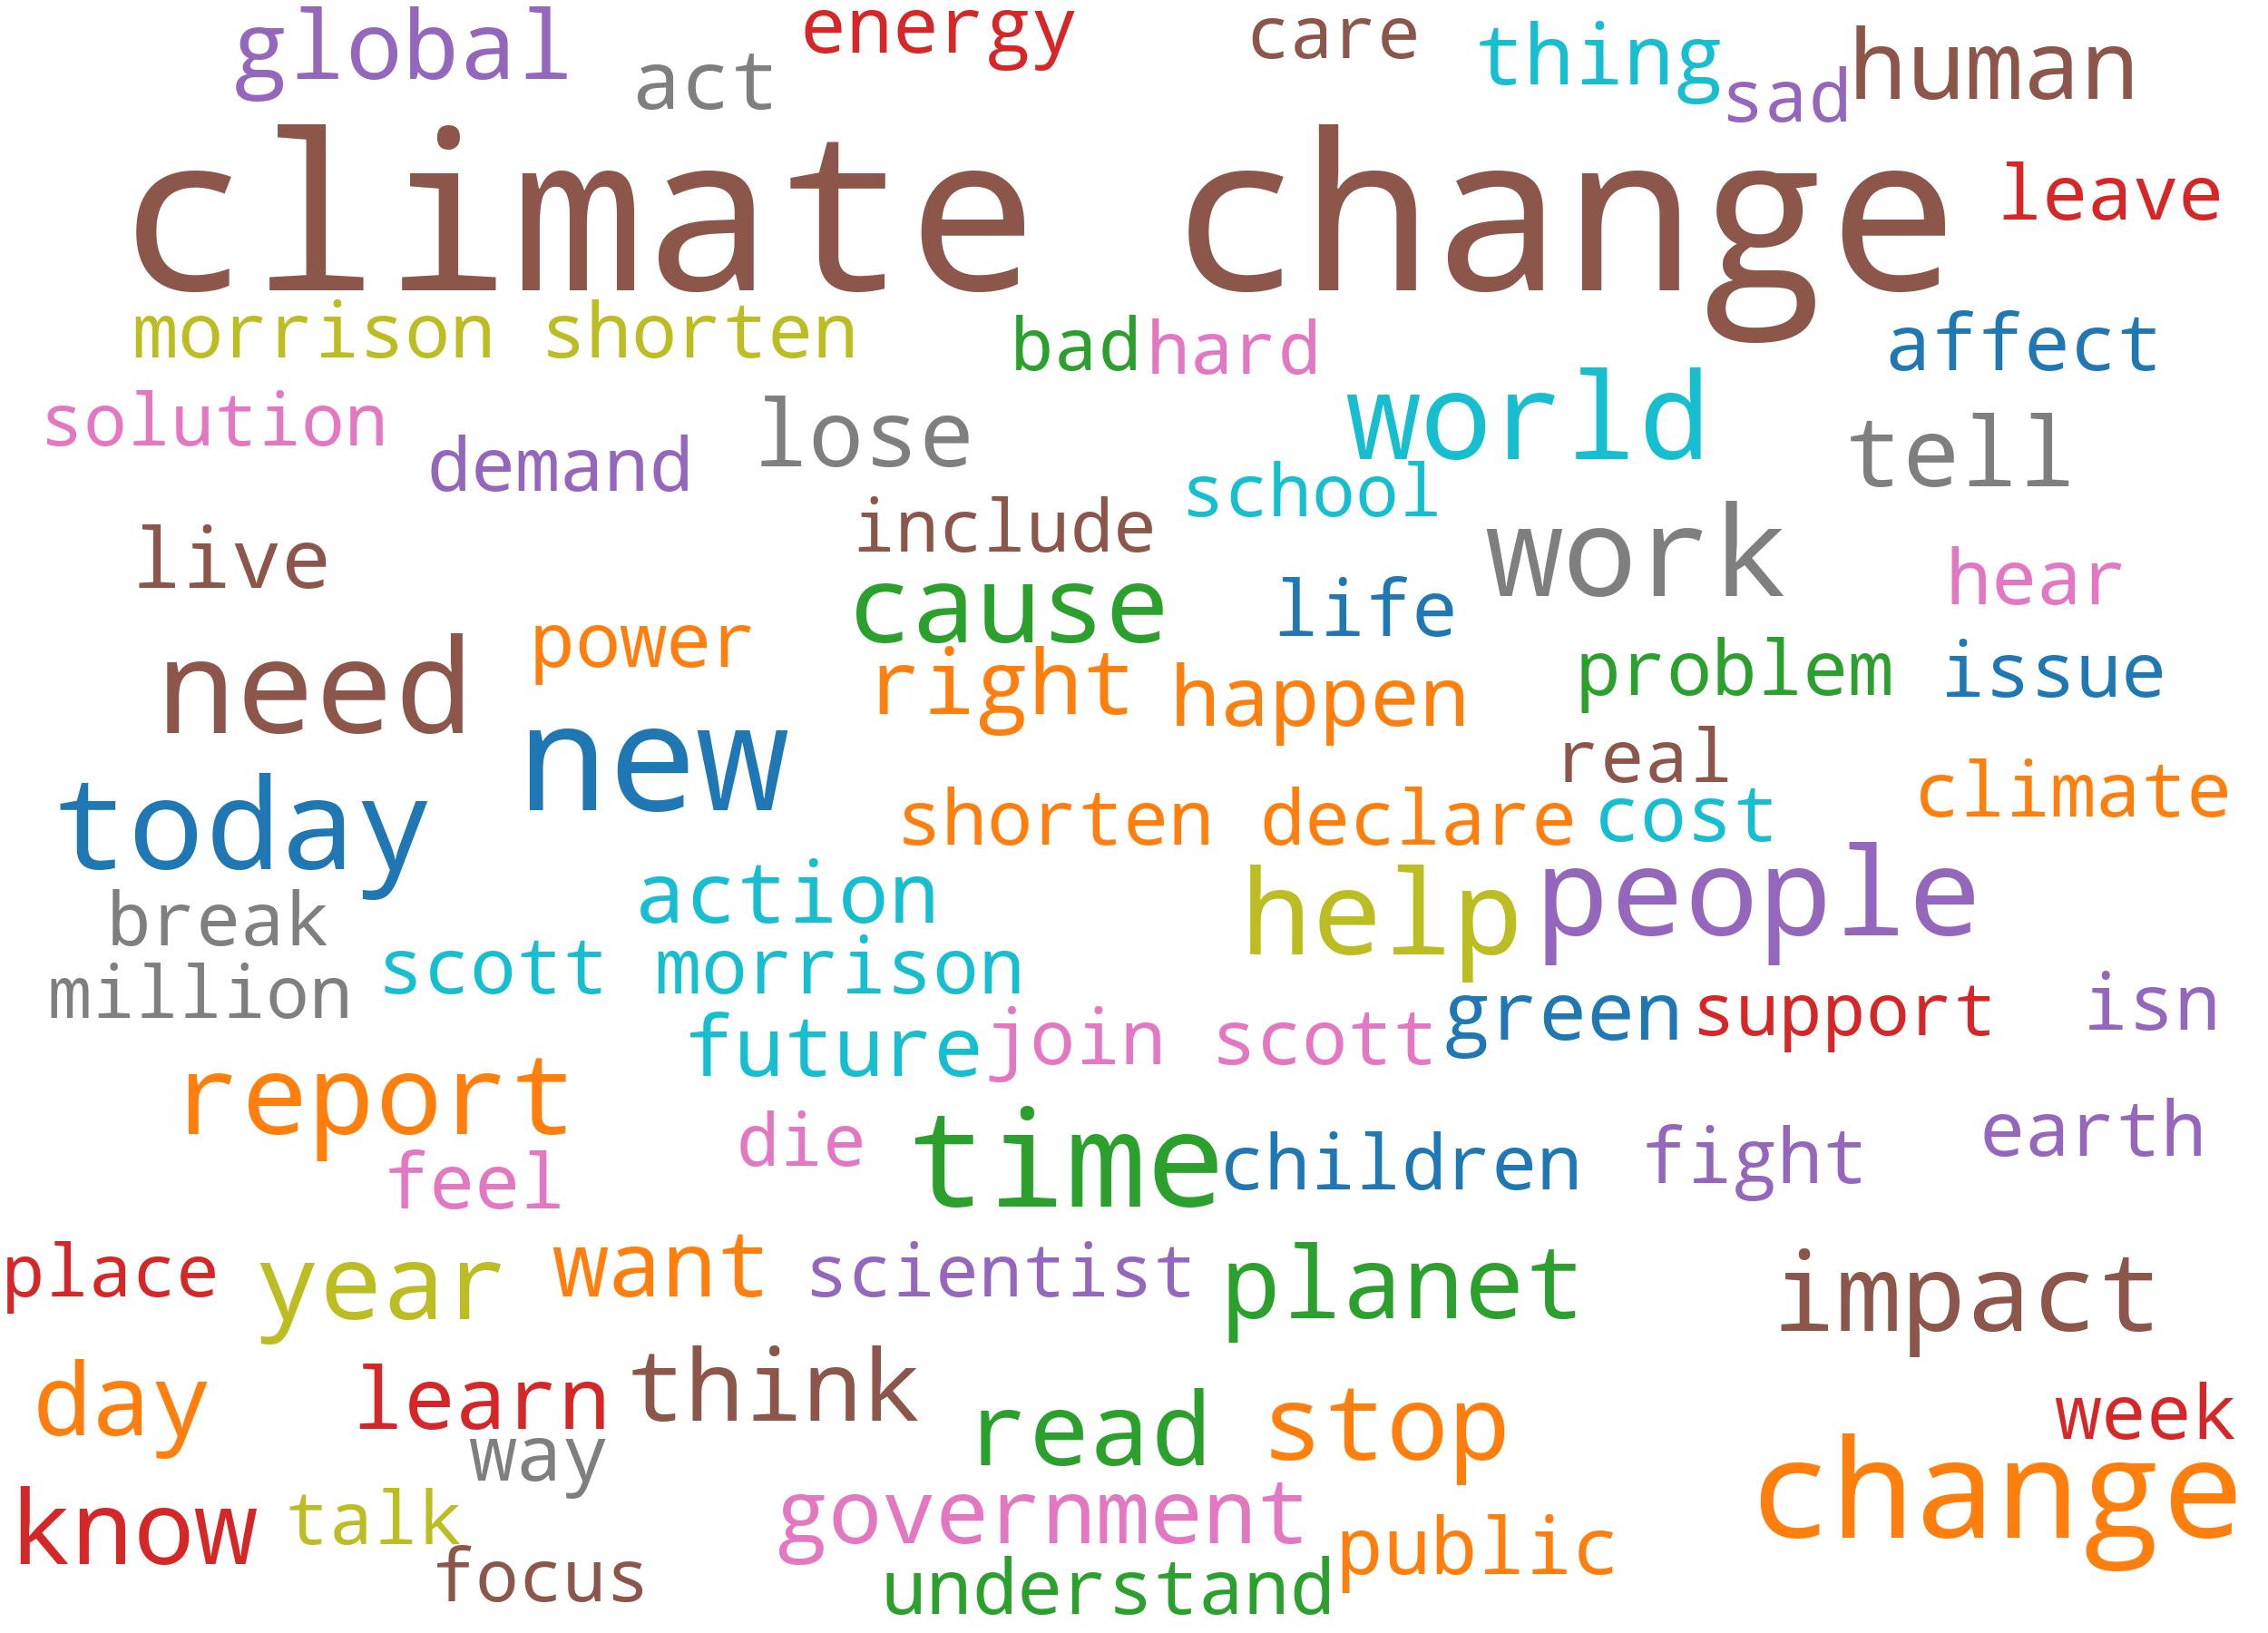 global act energy care thing sad human
climate change leave
morrison shorten bad hard affect
solution demand lose world tell
live include school work hear
need power cause life problem issue
new right happen real
today shorten declare cost climate
break action help people
million scott morrison green support isn
report future join scott
feel die time children fight earth
place year want scientist planet impact
day learn think read stop week
know talk way government public change
focus understand